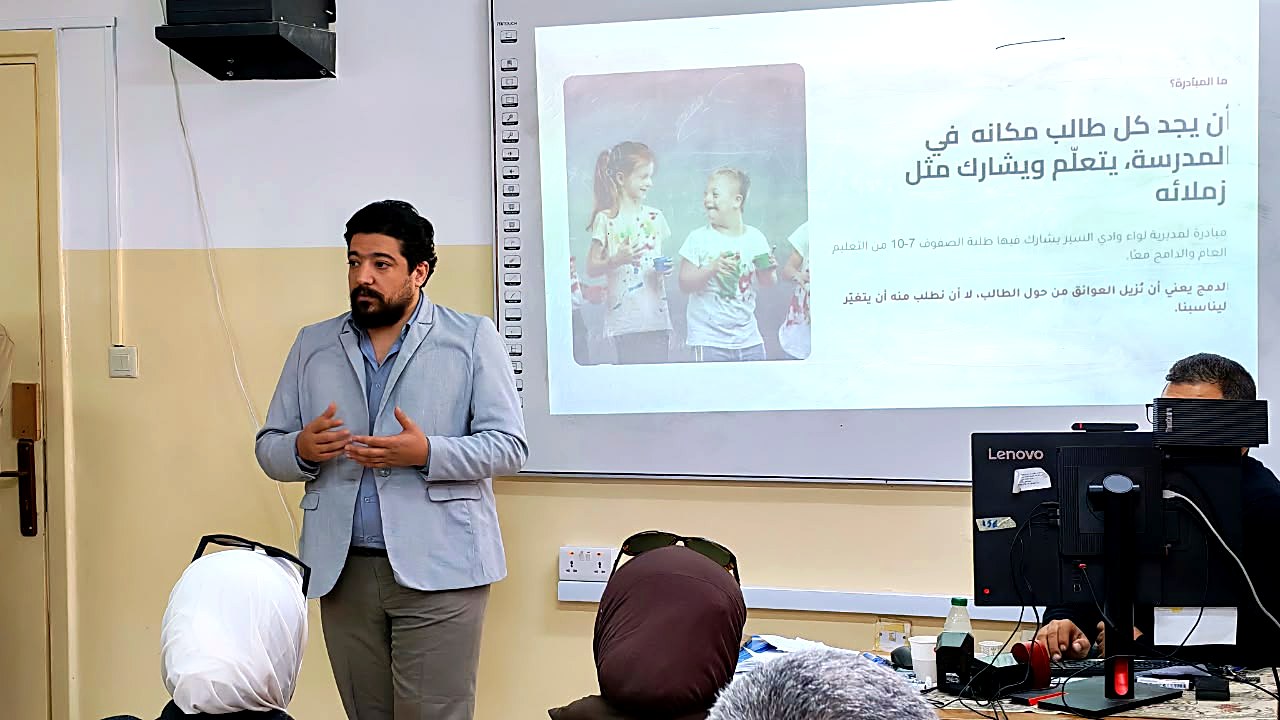 ما المبادرة؟
أن يجد كل طالب مكانه في
المدرسة، يتعلّم ويشارك مثل
زملائه
مبادرة لمديرية لواء وادي السير يشارك فيها طلبة الصفوف 7-10 من التعليم
العام والدامج معًا.
الدمج يعني أن نُزيل العوائق من حول الطالب، لا أن نطلب منه أن يتغيّر
ليناسبنا.
Lenovo